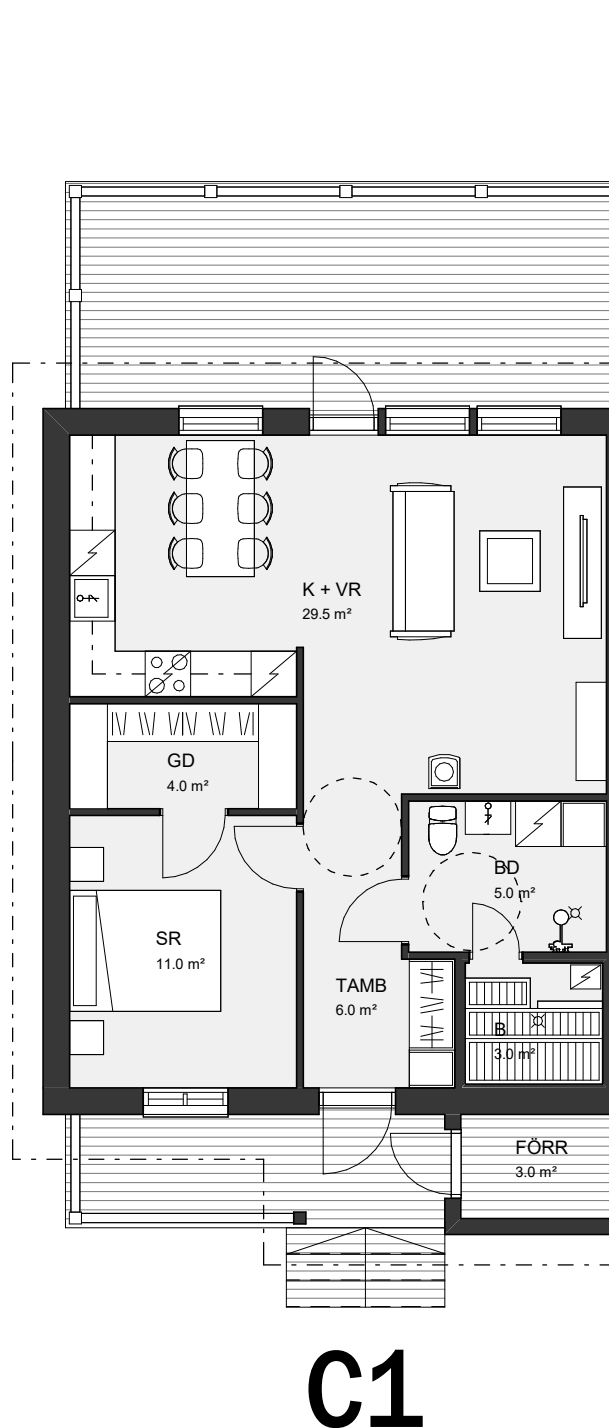 K + VR
29.5 m²
GD
4.0 m²
BD
5.0 m²
SR
11.0 m²
TAMB
6.0 m²
B
3.0 m²
FÖRR
3.0 m²
C1